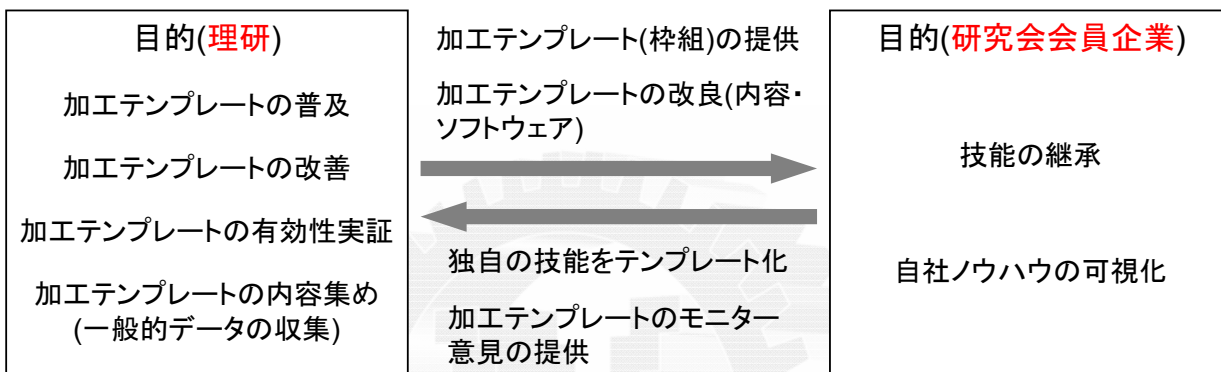 目的(理研)
加工テンプレートの普及
加工テンプレートの改善
加工テンプレートの有効性実証
加工テンプレートの内容集め
(一般的データの収集)
加工テンプレート(枠組)の提供
加工テンプレートの改良(内容・
ソフトウェア)
独自の技能をテンプレート化
加工テンプレートのモニター
意見の提供
目的(研究会会員企業)
技能の継承
自社ノウハウの可視化